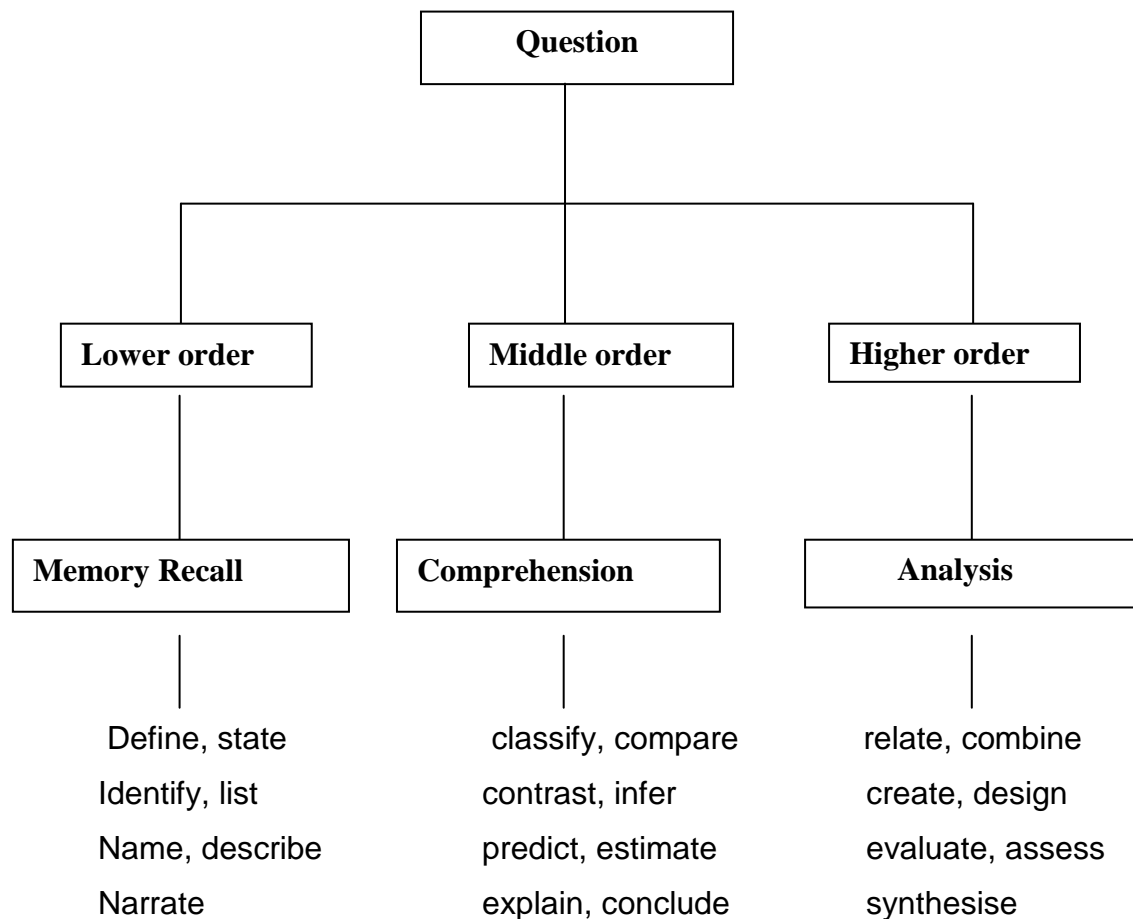 Question
Lower order
Middle order
Higher order
Memory Recall
Comprehension
Analysis
Define, state
Identify, list
Name, describe
Narrate
classify, compare
contrast, infer
predict, estimate
explain, conclude
relate, combine
create, design
evaluate, assess
synthesise